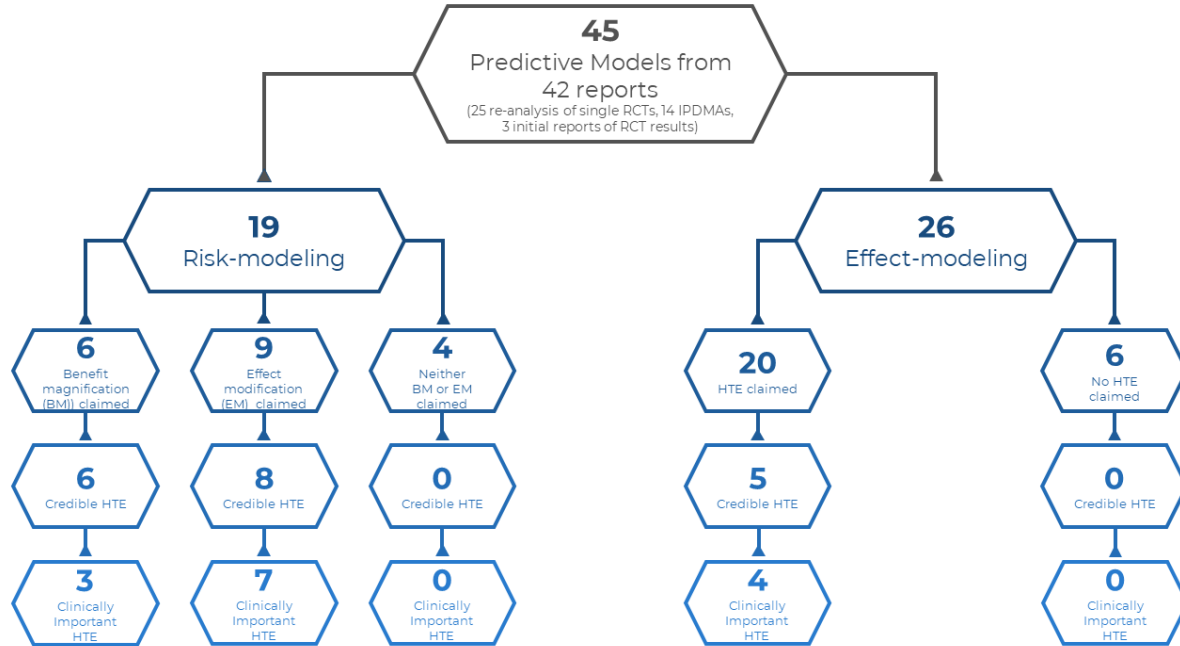 45
Predictive Models from
42 reports
(25 re-analysis of single RCTs, 14 IPDMAs,
3 initial reports of RCT results)
19
Risk-modeling
26
Effect-modeling
6
Benefit
magnification
(BM)) claimed
9
Effect
modification
(EM) claimed
4
Neither
BM or EM
claimed
20
HTE claimed
6
No HTE
claimed
6
Credible HTE
8
Credible HTE
0
Credible HTE
5
Credible HTE
0
Credible HTE
3
Clinically
Important
HTE
7
Clinically
Important
HTE
0
Clinically
Important
HTE
4
Clinically
Important
HTE
0
Clinically
Important
HTE